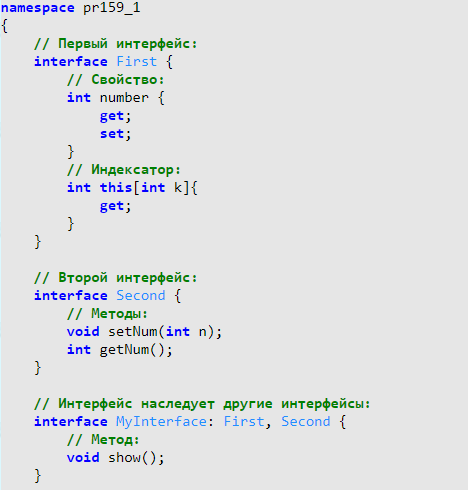 namespace pr159_1
{
    // Первый интерфейс:
    interface First {
        // Свойство:
        int number {
            get;
            set;
        }
        // Индексатор:
        int this[int k]{
            get;
        }
    }

    // Второй интерфейс:
    interface Second {
        // Методы:
        void setNum(int n);
        int getNum();
    }

    // Интерфейс наследует другие интерфейсы:
    interface MyInterface: First, Second {
        // Метод:
        void show();
    }